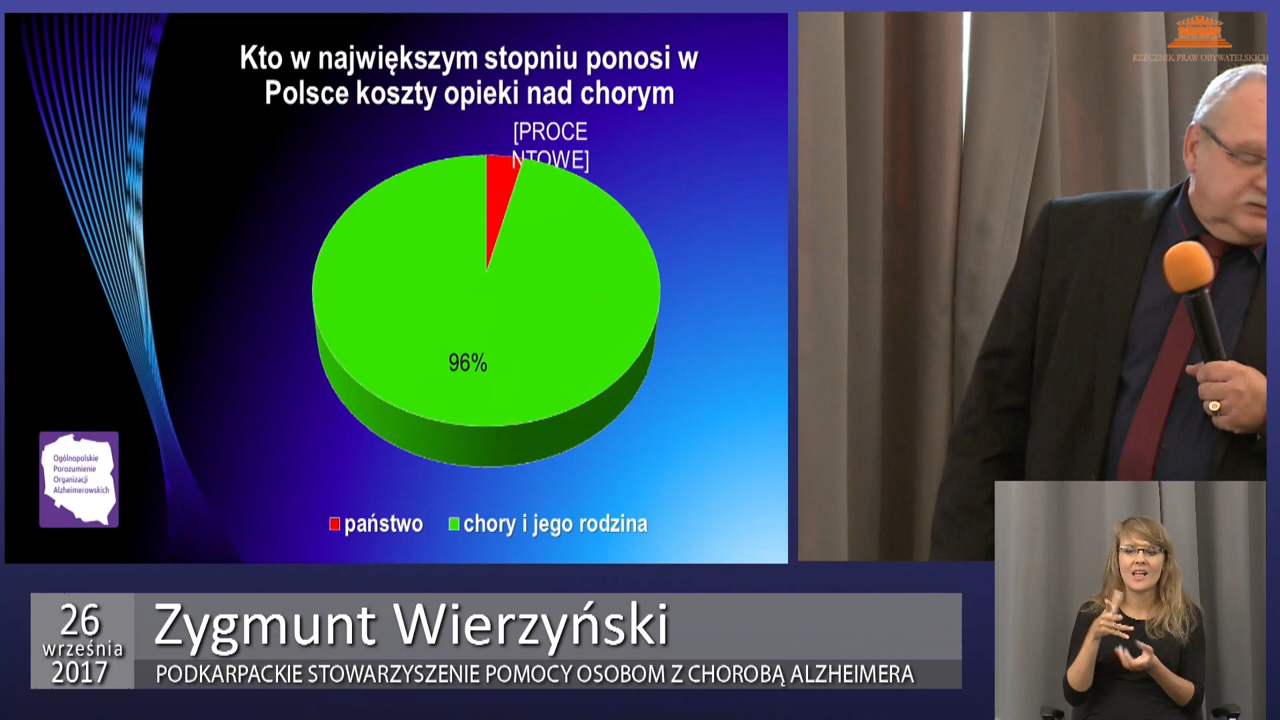 Kto w największym stopniu ponosi w
Polsce koszty opieki nad chorym
[PROCE
NTOWE]
96%
państwo
chory i jego rodzina
Ogólnopolskie
Porozumienie
Organizacji
Alzheimerowskich
RZECZNIK PRAW OBYWATELSKICH
26
września
2017
Zygmunt Wierzyński
PODKARPACKIE STOWARZYSZENIE POMOCY OSOBOM Z CHOROBĄ ALZHEIMERA